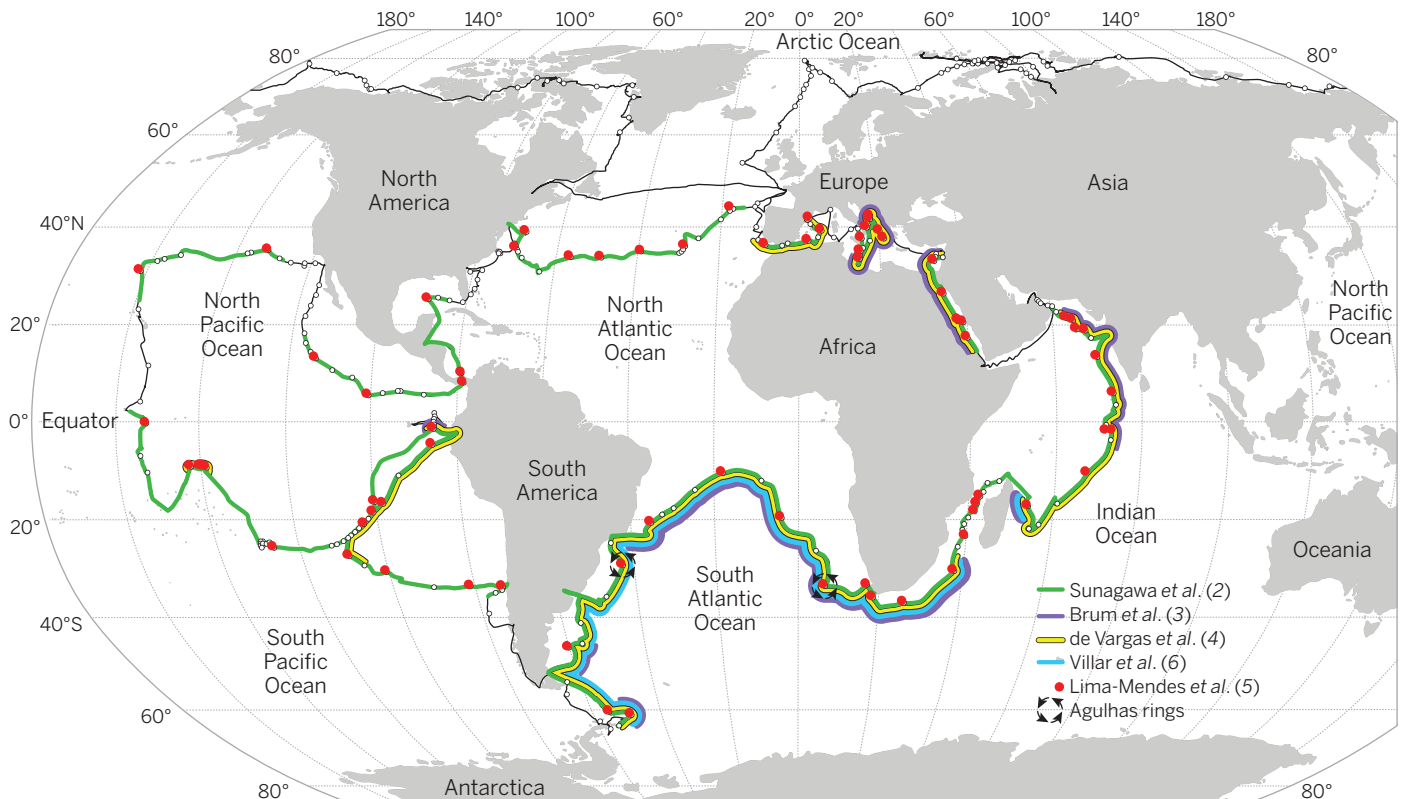 180° 140° 100° 60° 20° 0° 20° 60° 100° 140° 180°
Arctic Ocean
80°
80°
60°
North
America
Europe
Asia
40°N
North
Pacific
Ocean
North
Atlantic
Ocean
North
Pacific
Ocean
20°
Africa
0°
Equator
South
America
Indian
Ocean
20°
Oceania
South
Atlantic
Ocean
40°S
South
Pacific
Ocean
Sunagawa et al. (2)
Brum et al. (3)
de Vargas et al. (4)
Villar et al. (6)
Lima-Mendes et al. (5)
Agulhas rings
60°
80°
Antarctica
80°